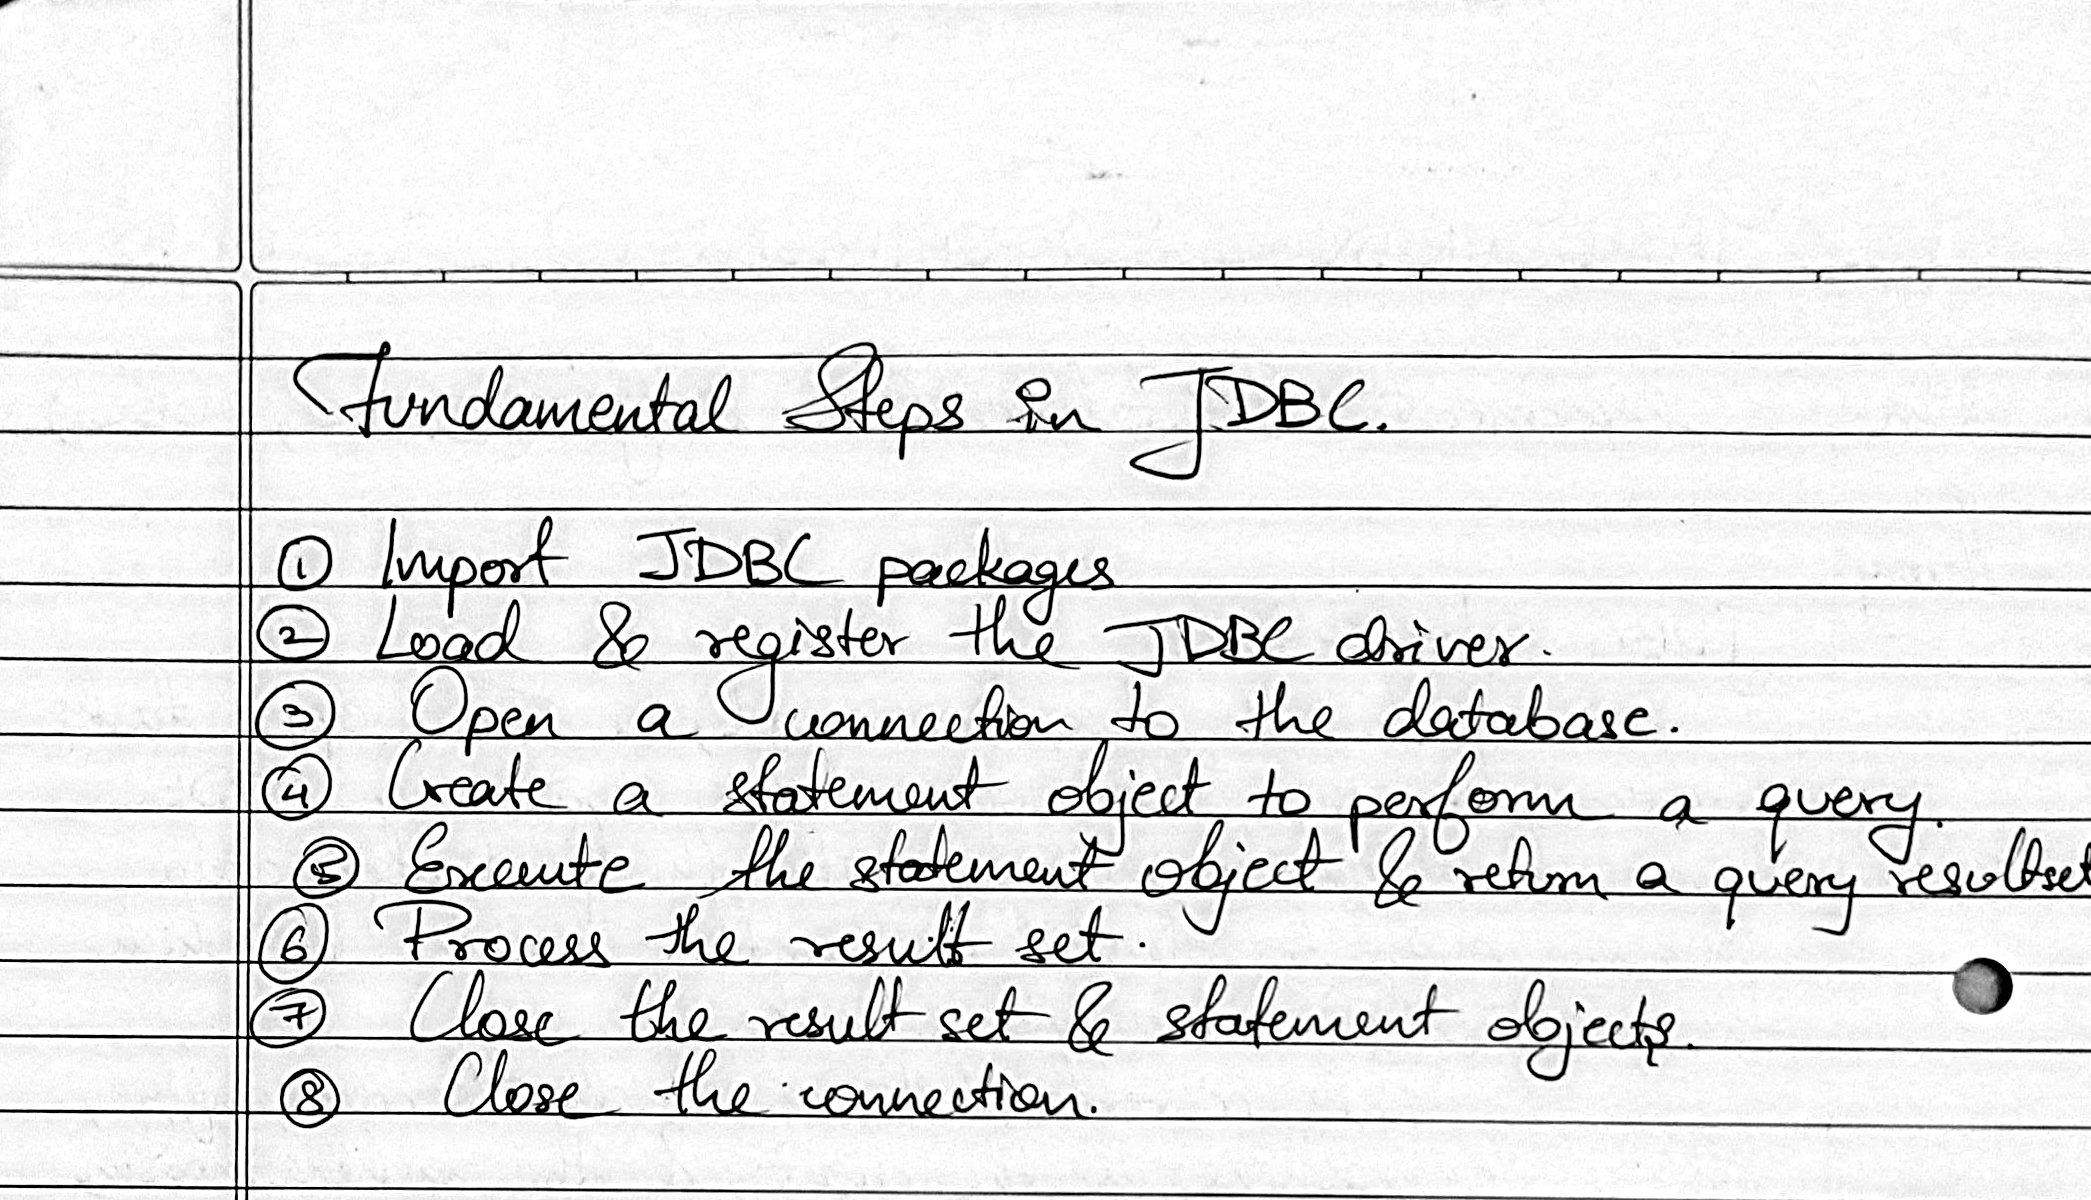 Fundamental Steps in JDBC.
① Import JDBC packages
② Load & register the JDBC driver.
③ Open a connection to the database.
④ Create a statement object to perform a query.
⑤ Execute the statement object & return a query resultset
⑥ Process the result set.
⑦ Close the result set & statement objects.
⑧ Close the connection.